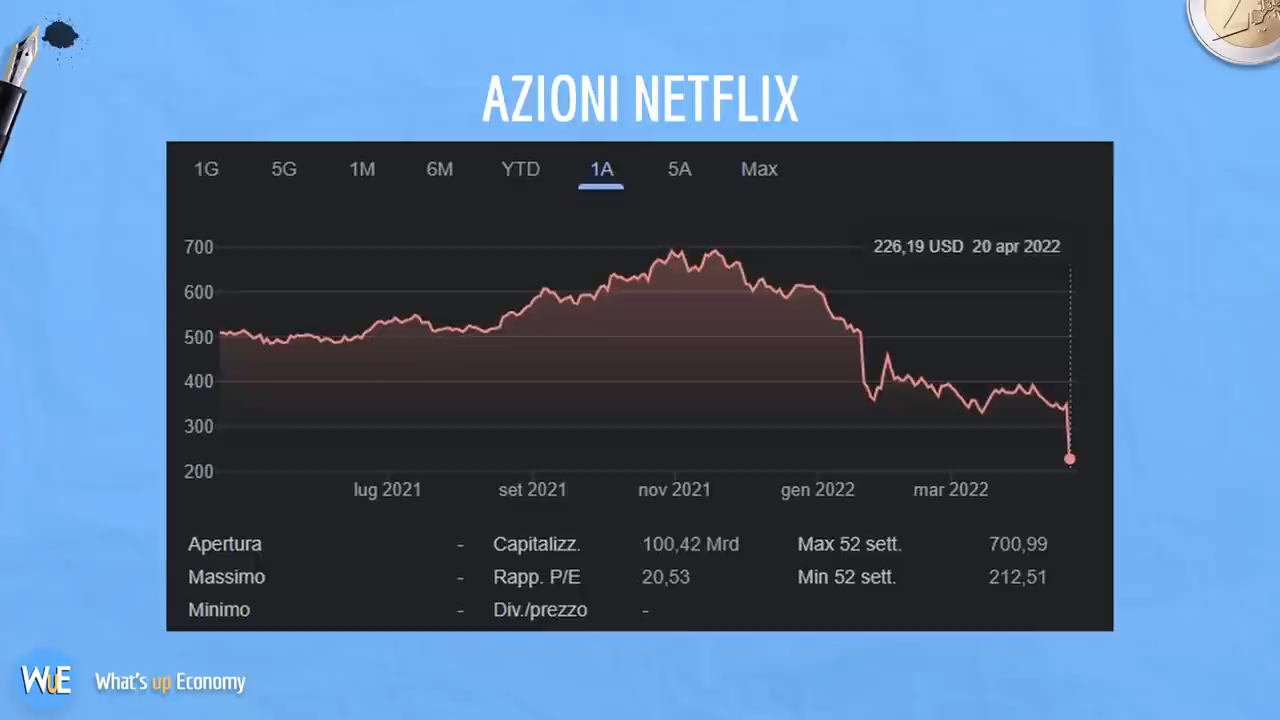 AZIONI NETFLIX
1G 5G 1M 6M YTD 1A 5A Max
226,19 USD 20 apr 2022
700
600
500
400
300
200
lug 2021 set 2021 nov 2021 gen 2022 mar 2022
Apertura - Capitalizz. 100,42 Mrd Max 52 sett. 700,99
Massimo - Rapp. P/E 20,53 Min 52 sett. 212,51
Minimo - Div./prezzo -
WUE What's up Economy